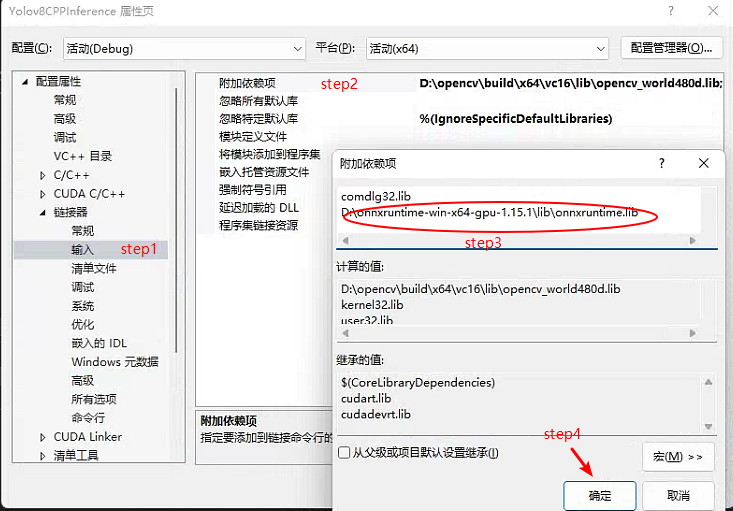 Yolov8CPPInference 属性页
配置(C): 活动(Debug) 平台(P): 活动(x64) 配置管理器(O)...
配置属性
常规
高级
调试
VC++ 目录
C/C++
CUDA C/C++
链接器
常规
输入 step1
清单文件
调试
系统
优化
嵌入的 IDL
Windows 元数据
高级
所有选项
命令行
CUDA Linker
清单工具
附加依赖项 step2 D:\opencv\build\x64\vc16\lib\opencv_world480d.lib;
忽略所有默认库
忽略特定默认库 %(IgnoreSpecificDefaultLibraries)
模块定义文件
将模块添加到程序集
嵌入托管资源文件
强制符号引用
延迟加载的 DLL
程序集链接资源
附加依赖项
指定要添加到链接命令行的
附加依赖项
comdlg32.lib
D:\onnxruntime-win-x64-gpu-1.15.1\lib\onnxruntime.lib
step3
计算的值:
D:\opencv\build\x64\vc16\lib\opencv_world480d.lib
kernel32.lib
user32.lib
继承的值:
$(CoreLibraryDependencies)
cudart.lib
cudadevrt.lib
step4
从父级或项目默认设置继承(I)
宏(M) >>
确定 取消